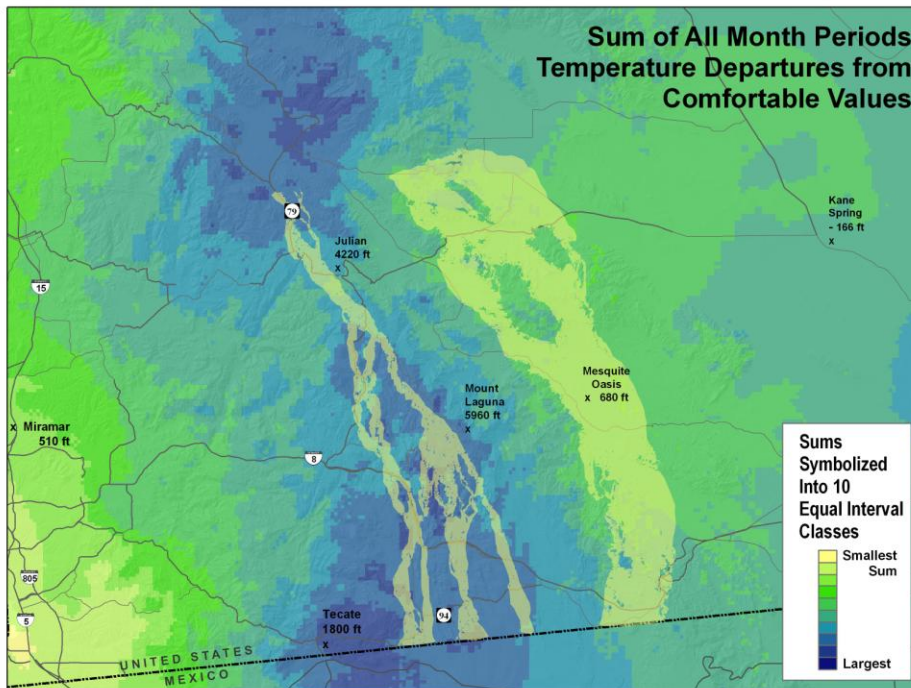 Sum of All Month Periods
Temperature Departures from
Comfortable Values
Kane
Spring
- 166 ft
x
79
Julian
4220 ft
x
15
Mesquite
Oasis
x 680 ft
Mount
Laguna
5960 ft
x
x Miramar
510 ft
8
Sums
Symbolized
Into 10
Equal Interval
Classes
Smallest
Sum
Largest
805
5
94
Tecate
1800 ft
x
UNITED STATES
MEXICO